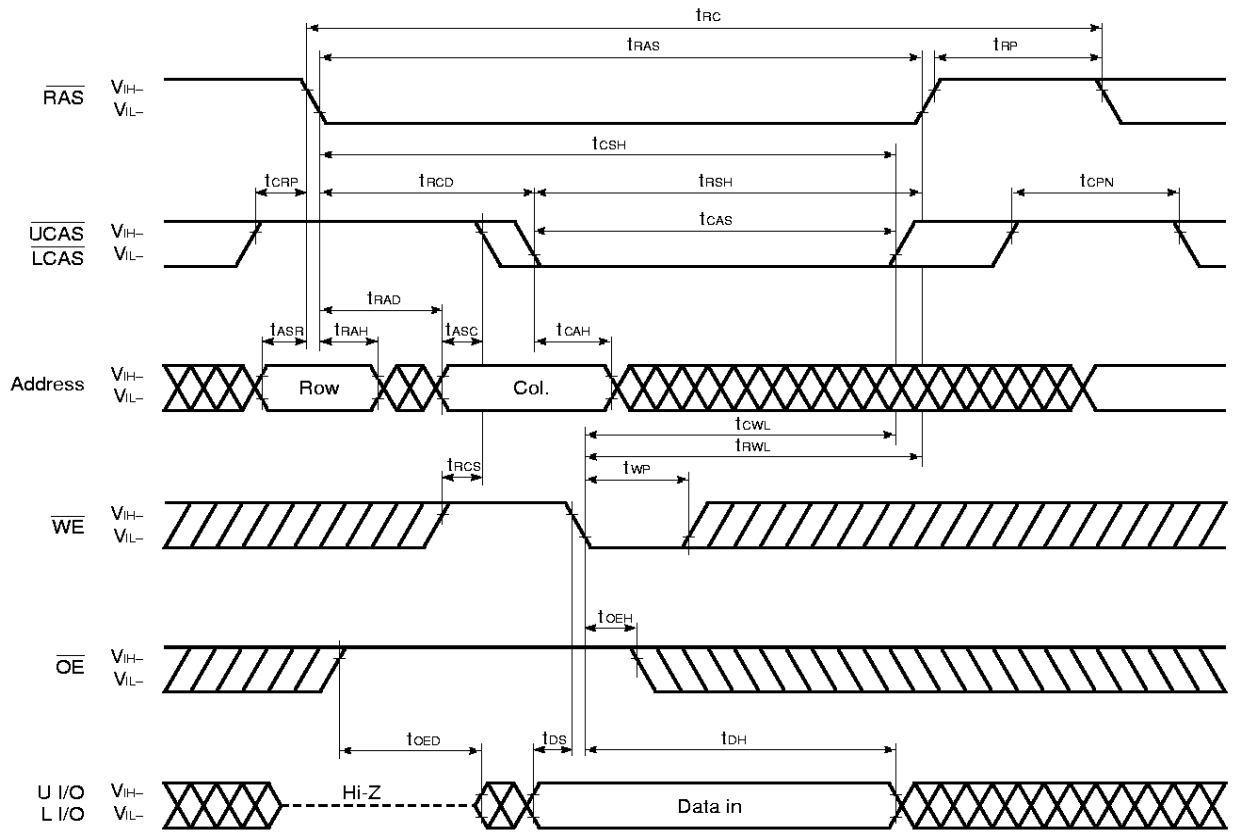 tRC
tRAS tRP
RAS VIH–
VIL–
tCSH
tCRP tRCD tRSH tCPN
UCAS VIH– tCAS
LCAS VIL–
tRAD
tASR tRAH tASC tCAH
Address VIH–
VIL– Row Col.
tCWL
tRWL
tRCS tWP
WE VIH–
VIL–
tOEH
OE VIH–
VIL–
tOED tDS tDH
U I/O VIH– Hi-Z
L I/O VIL– Data in